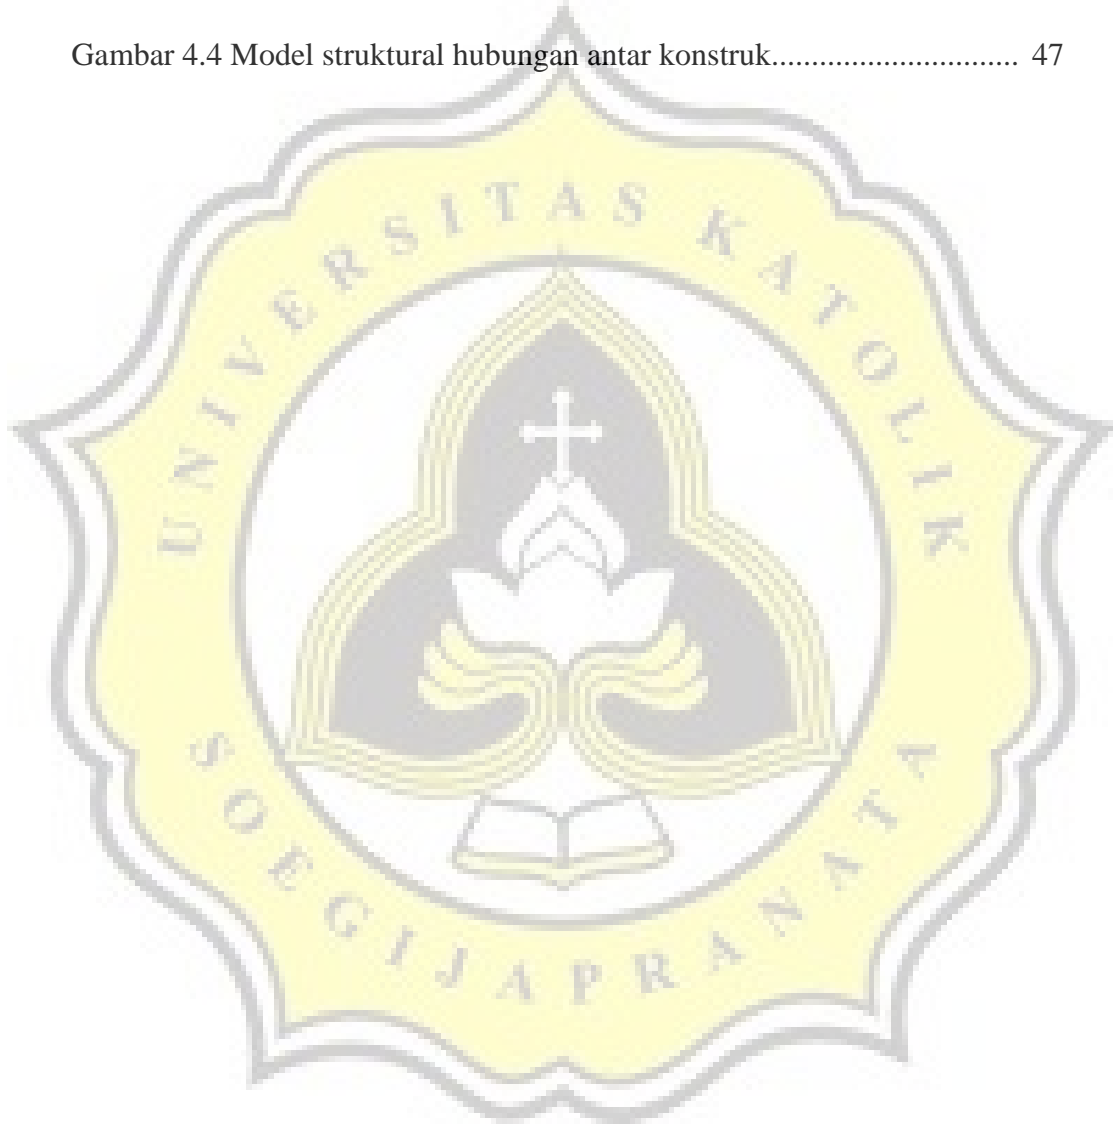 Gambar 4.4 Model struktural hubungan antar konstruk............................... 47
UNIVERSITAS KATOLIK
SOEGIJAPRANATA